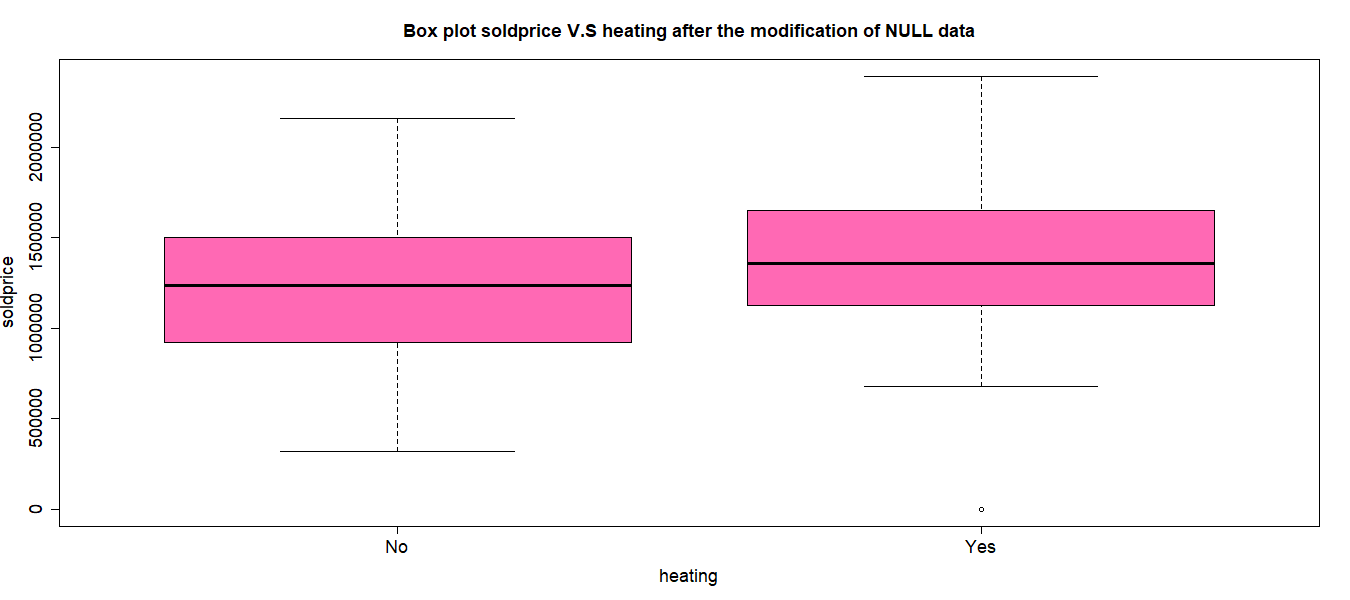 Box plot soldprice V.S heating after the modification of NULL data
soldprice
2000000
1500000
1000000
500000
0
No
Yes
heating